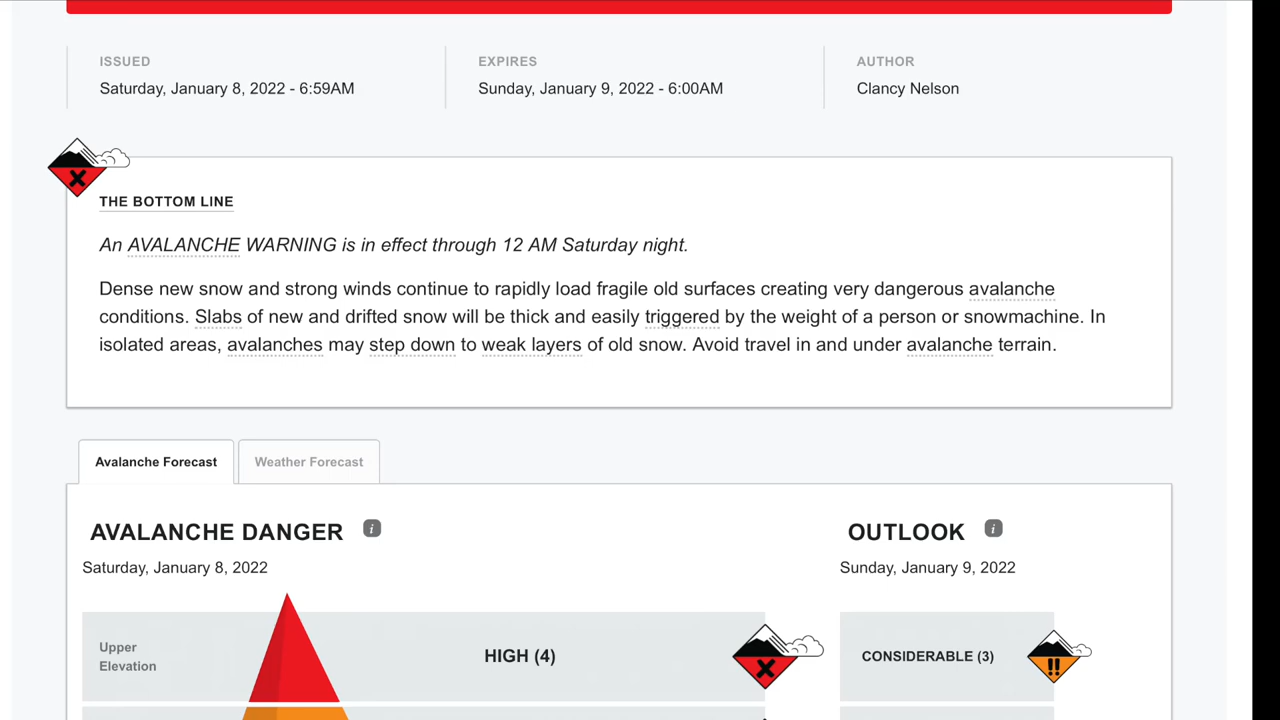 ISSUED
Saturday, January 8, 2022 - 6:59AM
EXPIRES
Sunday, January 9, 2022 - 6:00AM
AUTHOR
Clancy Nelson
THE BOTTOM LINE
An AVALANCHE WARNING is in effect through 12 AM Saturday night.
Dense new snow and strong winds continue to rapidly load fragile old surfaces creating very dangerous avalanche
conditions. Slabs of new and drifted snow will be thick and easily triggered by the weight of a person or snowmachine. In
isolated areas, avalanches may step down to weak layers of old snow. Avoid travel in and under avalanche terrain.
Avalanche Forecast
Weather Forecast
AVALANCHE DANGER i
Saturday, January 8, 2022
OUTLOOK i
Sunday, January 9, 2022
Upper
Elevation
HIGH (4)
CONSIDERABLE (3)
!!